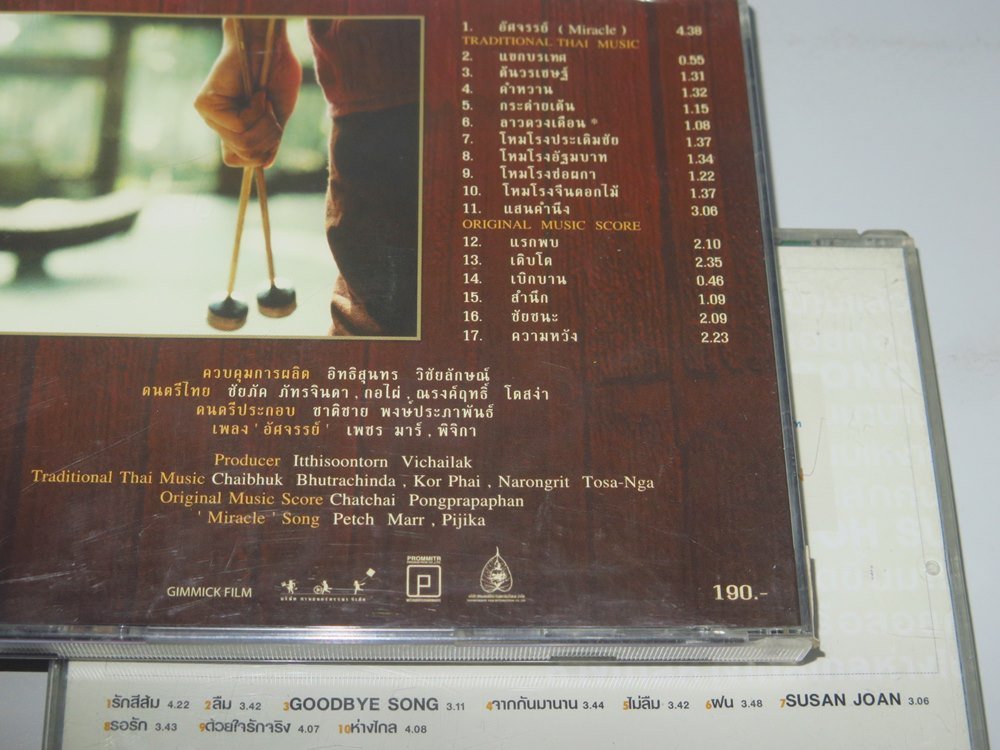 1. อัศจรรย์ ( Miracle ) 4.38
TRADITIONAL THAI MUSIC
2. แขกบรเทศ 0.55
3. ต้นวรเชษฐ์ 1.31
4. คำหวาน 1.32
5. กระต่ายเต้น 1.15
6. ลาวดวงเดือน * 1.08
7. โหมโรงประเดิมชัย 1.37
8. โหมโรงอัฐมบาท 1.34
9. โหมโรงช่อผกา 1.22
10. โหมโรงจีนดอกไม้ 1.37
11. แสนคำนึง 3.06
ORIGINAL MUSIC SCORE
12. แรกพบ 2.10
13. เติบโต 2.35
14. เบิกบาน 0.46
15. สำนึก 1.09
16. ชัยชนะ 2.09
17. ความหวัง 2.23
ควบคุมการผลิต อิทธิสุนทร วิชัยลักษณ์
ดนตรีไทย ชัยภัค ภัทรจินดา , กอไผ่ , ณรงค์ฤทธิ์ โตสง่า
ดนตรีประกอบ ชาติชาย พงษ์ประภาพันธ์
เพลง ' อัศจรรย์ ' เพชร มาร์ , พิจิกา
Producer Itthisoontorn Vichailak
Traditional Thai Music Chaibhuk Bhutrachinda , Kor Phai , Narongrit Tosa-Nga
Original Music Score Chatchai Pongprapaphan
' Miracle ' Song Petch Marr , Pijika
GIMMICK FILM
PROMMITR
190.-
1รักสีส้ม 4.22 2ลืม 3.42 3GOODBYE SONG 3.11 4จากกันมานาน 3.44 5ไม่ลืม 3.42 6ฝน 3.48 7SUSAN JOAN 3.06
8รอรัก 3.43 9ด้วยใจรักจริง 4.07 10ห่างไกล 4.08